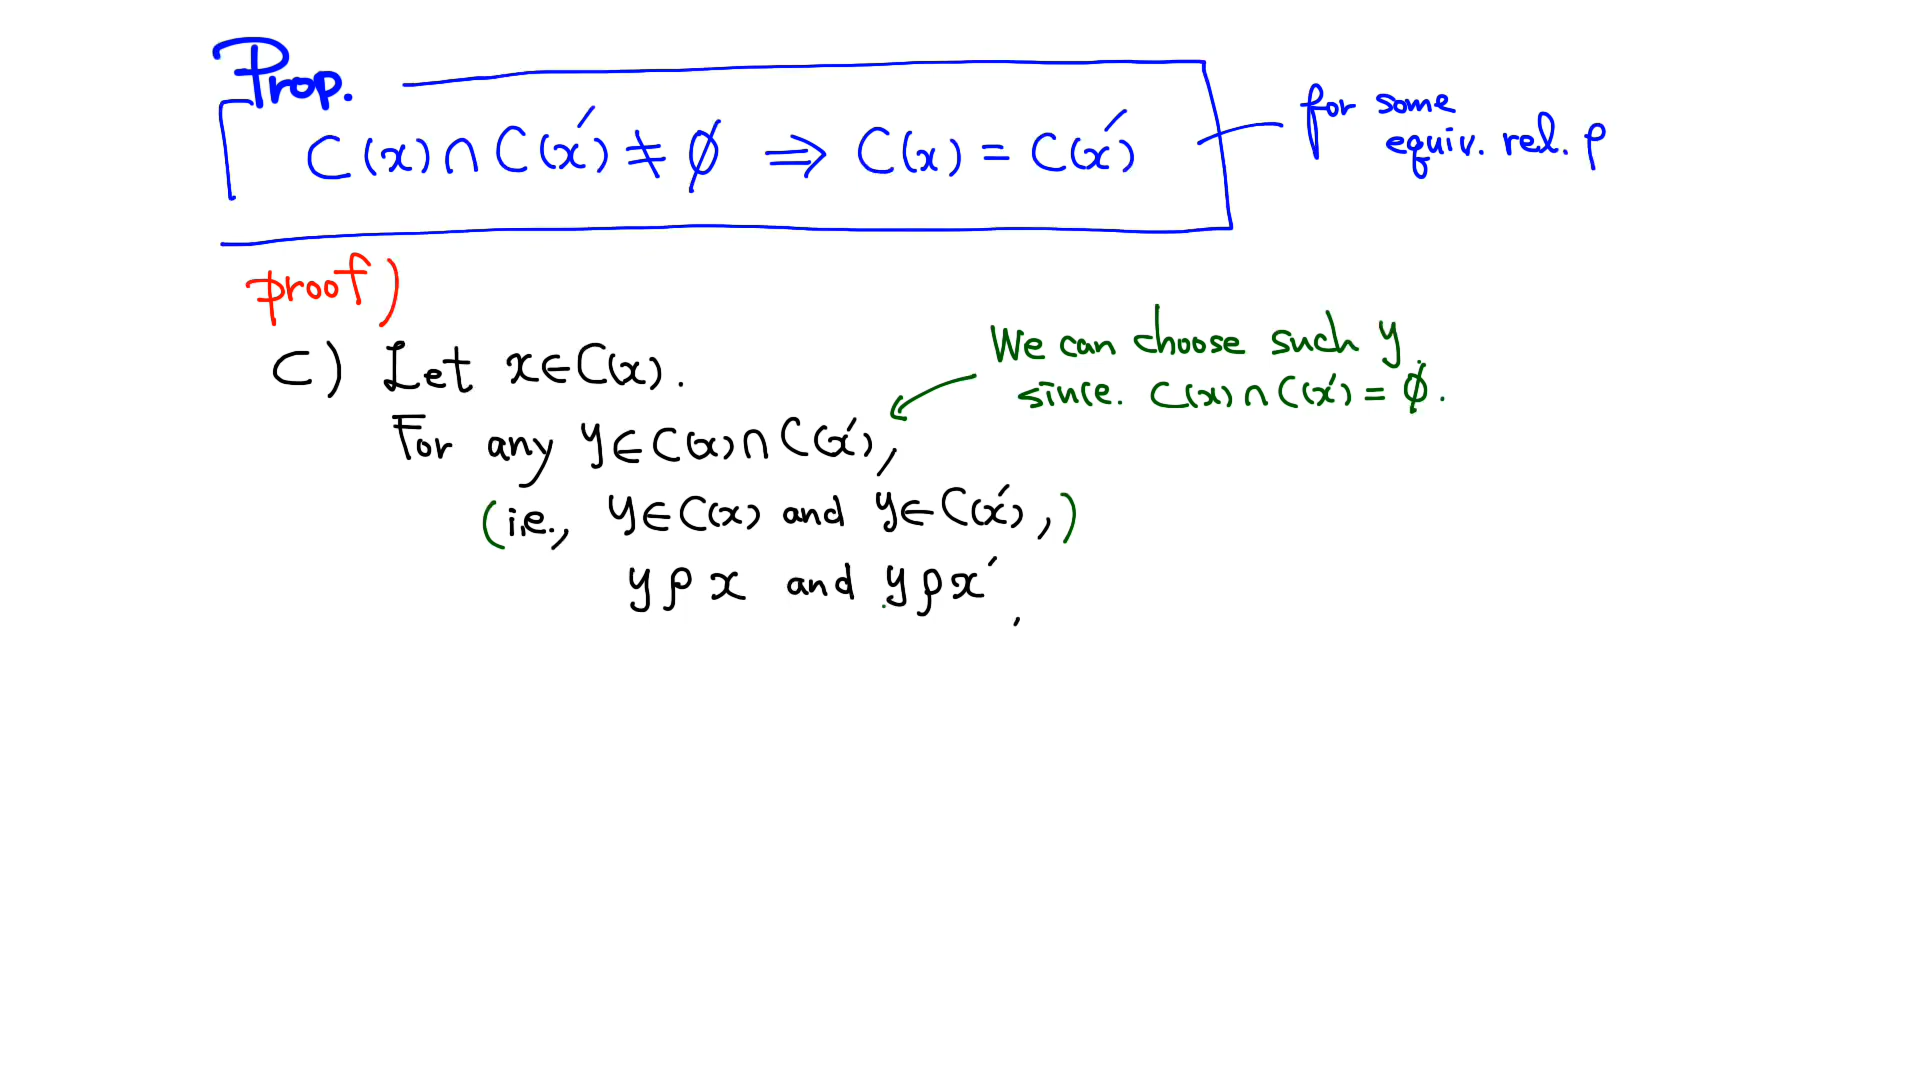 Prop.
C(x) ∩ C(x′) ≠ ∅ ⇒ C(x) = C(x′)
for some
equiv. rel. ρ
proof)
⊂) Let x ∈ C(x).
We can choose such y
since. C(x) ∩ C(x′) = ∅.
For any y ∈ C(x) ∩ C(x′),
(i.e., y ∈ C(x) and y ∈ C(x′),)
y ρ x and y ρ x′,